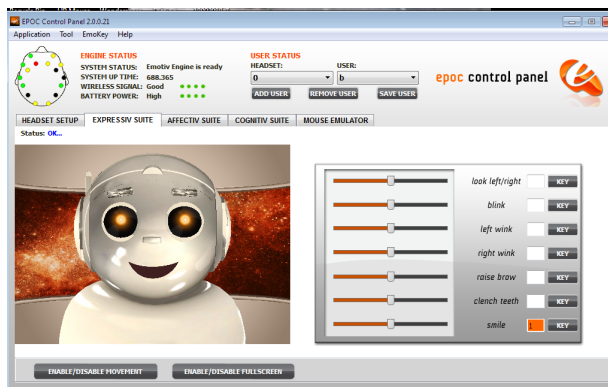 EPOC Control Panel 2.0.0.21
Application Tool EmoKey Help
ENGINE STATUS
SYSTEM STATUS: Emotiv Engine is ready
SYSTEM UP TIME: 688.365
WIRELESS SIGNAL: Good
BATTERY POWER: High
USER STATUS
HEADSET: USER:
0 b
ADD USER REMOVE USER SAVE USER
epoc control panel
HEADSET SETUP EXPRESSIV SUITE AFFECTIV SUITE COGNITIV SUITE MOUSE EMULATOR
Status: OK...
look left/right KEY
blink KEY
left wink KEY
right wink KEY
raise brow KEY
clench teeth KEY
smile 1 KEY
ENABLE/DISABLE MOVEMENT ENABLE/DISABLE FULLSCREEN